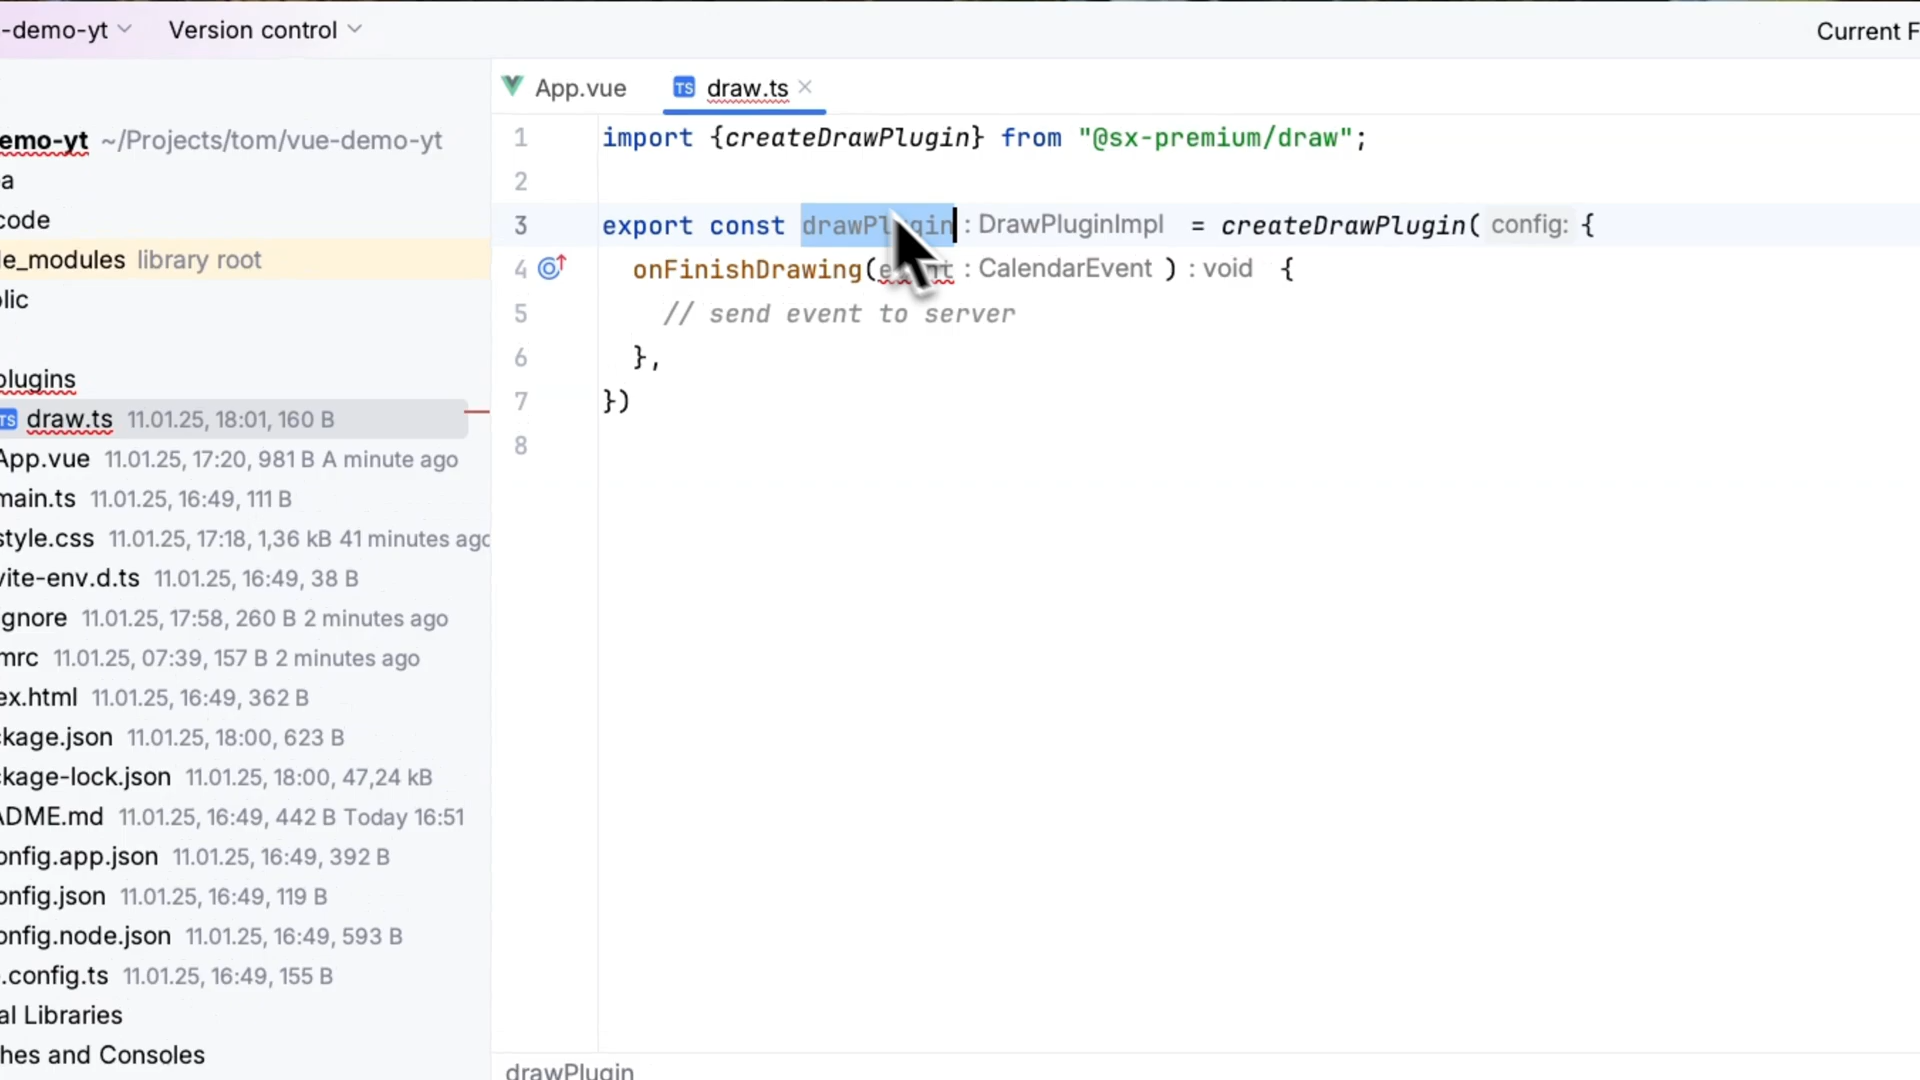 -demo-yt
Version control
Current F
App.vue
draw.ts
emo-yt ~/Projects/tom/vue-demo-yt
a
code
le_modules library root
lic
plugins
TS draw.ts 11.01.25, 18:01, 160 B
App.vue 11.01.25, 17:20, 981 B A minute ago
main.ts 11.01.25, 16:49, 111 B
style.css 11.01.25, 17:18, 1,36 kB 41 minutes ago
vite-env.d.ts 11.01.25, 16:49, 38 B
gnore 11.01.25, 17:58, 260 B 2 minutes ago
mrc 11.01.25, 07:39, 157 B 2 minutes ago
ex.html 11.01.25, 16:49, 362 B
kage.json 11.01.25, 18:00, 623 B
kage-lock.json 11.01.25, 18:00, 47,24 kB
ADME.md 11.01.25, 16:49, 442 B Today 16:51
onfig.app.json 11.01.25, 16:49, 392 B
onfig.json 11.01.25, 16:49, 119 B
onfig.node.json 11.01.25, 16:49, 593 B
.config.ts 11.01.25, 16:49, 155 B
al Libraries
hes and Consoles
1 import {createDrawPlugin} from "@sx-premium/draw";
2
3 export const drawPlugin : DrawPluginImpl = createDrawPlugin( config: {
4 onFinishDrawing(event : CalendarEvent ) : void {
5 // send event to server
6 },
7 })
8
drawPlugin